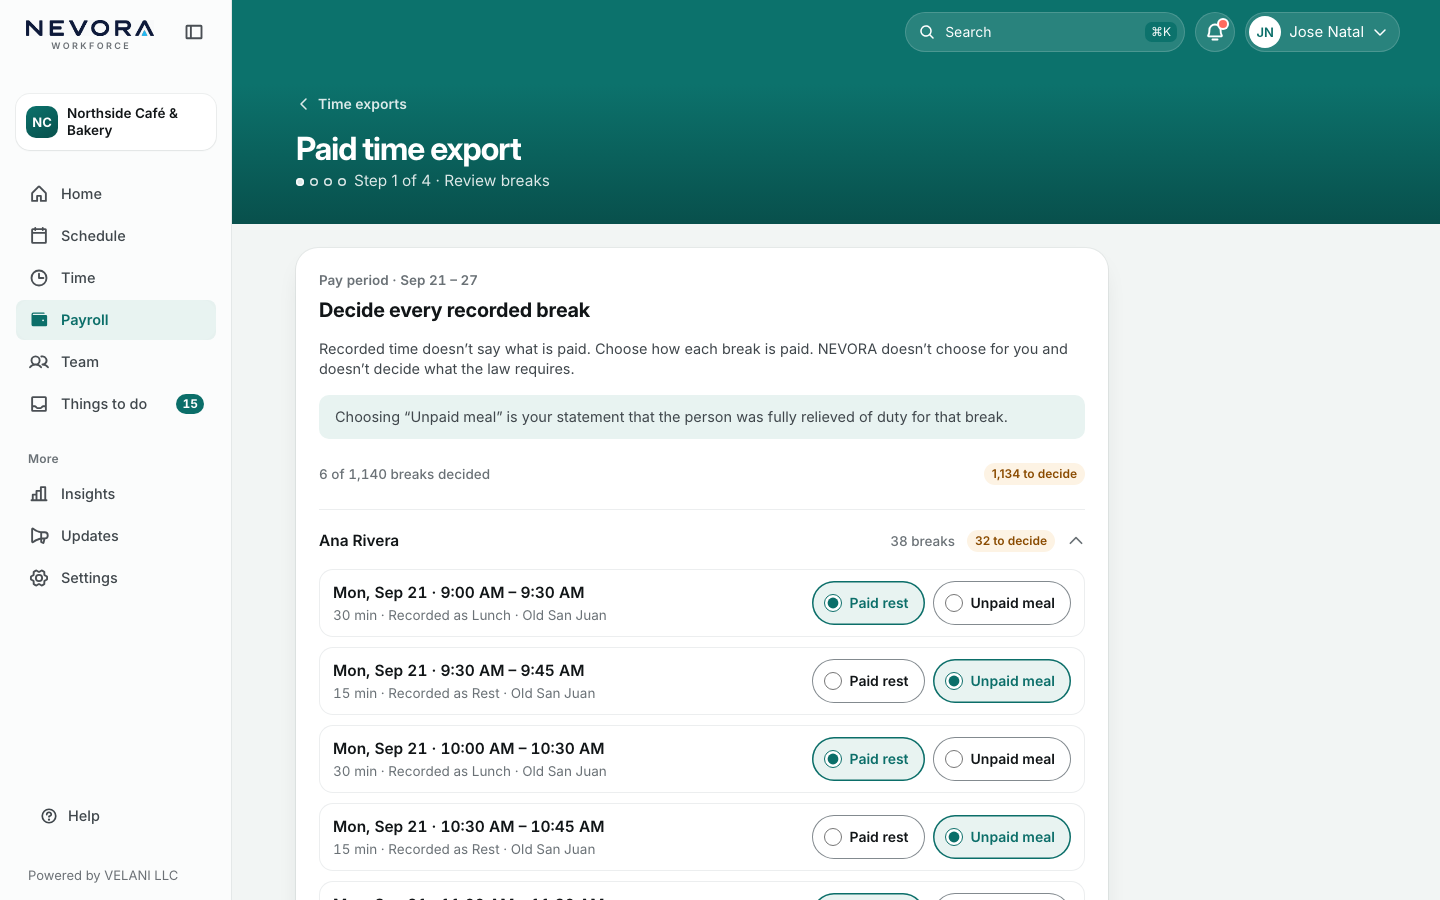 NEVORA
WORKFORCE
Search
⌘K
JN
Jose Natal
NC
Northside Café &
Bakery
Home
Schedule
Time
Payroll
Team
Things to do
15
More
Insights
Updates
Settings
Help
Powered by VELANI LLC
Time exports
Paid time export
Step 1 of 4 · Review breaks
Pay period · Sep 21 – 27
Decide every recorded break
Recorded time doesn’t say what is paid. Choose how each break is paid. NEVORA doesn’t choose for you and
doesn’t decide what the law requires.
Choosing “Unpaid meal” is your statement that the person was fully relieved of duty for that break.
6 of 1,140 breaks decided
1,134 to decide
Ana Rivera
38 breaks
32 to decide
Mon, Sep 21 · 9:00 AM – 9:30 AM
30 min · Recorded as Lunch · Old San Juan
Paid rest
Unpaid meal
Mon, Sep 21 · 9:30 AM – 9:45 AM
15 min · Recorded as Rest · Old San Juan
Paid rest
Unpaid meal
Mon, Sep 21 · 10:00 AM – 10:30 AM
30 min · Recorded as Lunch · Old San Juan
Paid rest
Unpaid meal
Mon, Sep 21 · 10:30 AM – 10:45 AM
15 min · Recorded as Rest · Old San Juan
Paid rest
Unpaid meal